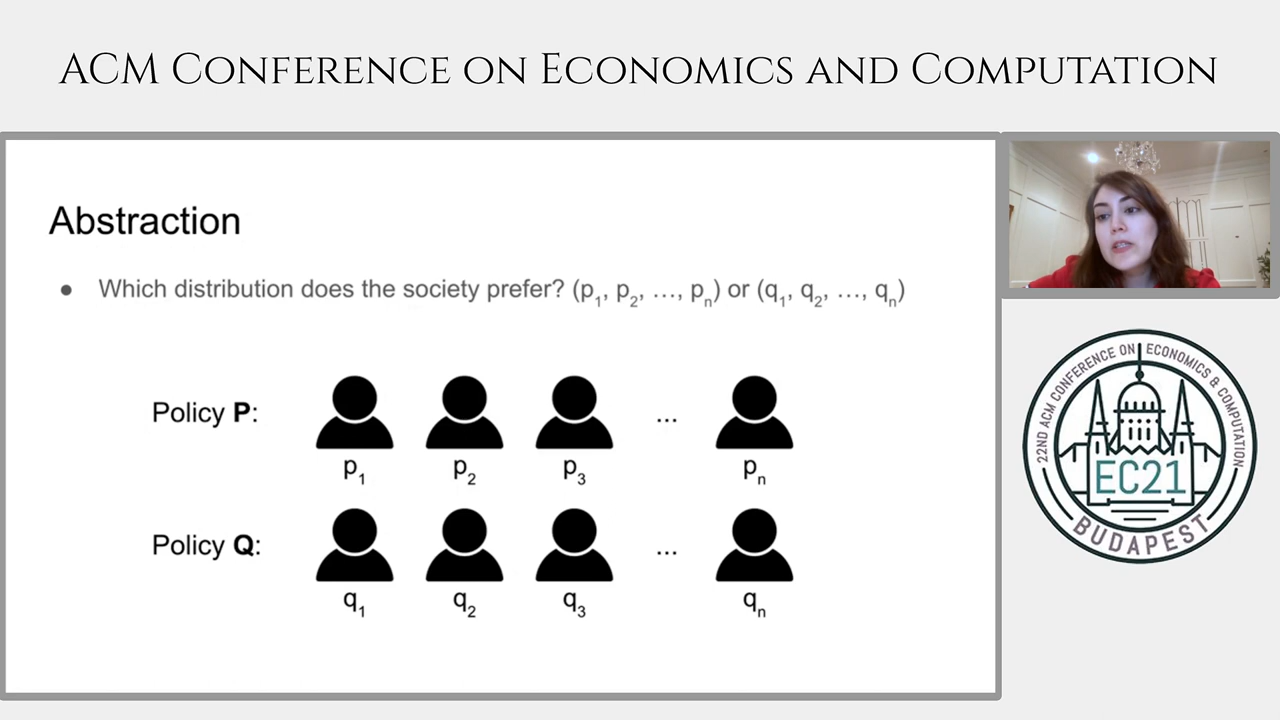 ACM Conference on Economics and Computation
Abstraction
● Which distribution does the society prefer? (p1, p2, …, pn) or (q1, q2, …, qn)
Policy P:
...
p1 p2 p3 pn
Policy Q:
...
q1 q2 q3 qn
22ND ACM CONFERENCE ON ECONOMICS & COMPUTATION
EC21
BUDAPEST